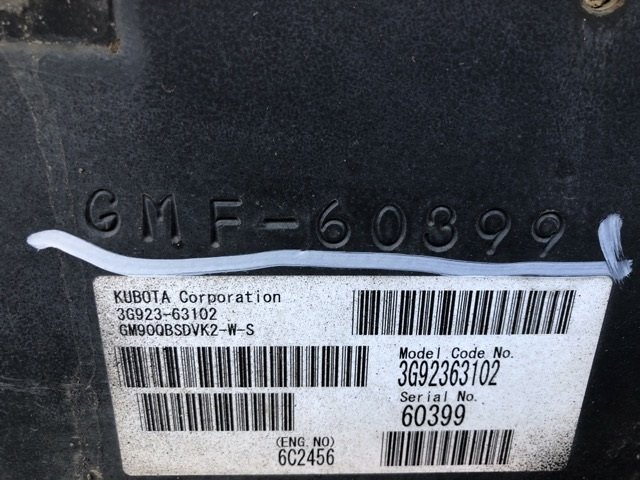 GMF-60399
KUBOTA Corporation
3G923-63102
GM90QBSDVK2-W-S
Model Code No.
3G92363102
Serial No.
60399
(ENG. NO)
6C2456